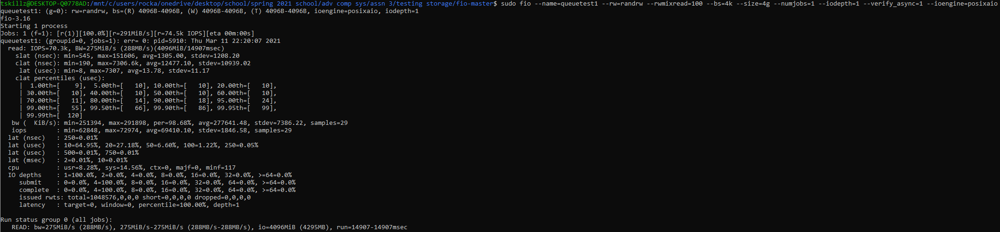 tskillz@DESKTOP-Q0778AD:/mnt/c/users/rocka/onedrive/desktop/school/spring 2021 school/adv comp sys/assn 3/testing storage/fio-master$ sudo fio --name=queuetest1 --rw=randrw --rwmixread=100 --bs=4k --size=4g --numjobs=1 --iodepth=1 --verify_async=1 --ioengine=posixaio
queuetest1: (g=0): rw=randrw, bs=(R) 4096B-4096B, (W) 4096B-4096B, (T) 4096B-4096B, ioengine=posixaio, iodepth=1
fio-3.16
Starting 1 process
Jobs: 1 (f=1): [r(1)][100.0%][r=291MiB/s][r=74.5k IOPS][eta 00m:00s]
queuetest1: (groupid=0, jobs=1): err= 0: pid=5910: Thu Mar 11 22:20:07 2021
  read: IOPS=70.3k, BW=275MiB/s (288MB/s)(4096MiB/14907msec)
    slat (nsec): min=545, max=151606, avg=1305.00, stdev=1208.20
    clat (nsec): min=190, max=7306.6k, avg=12477.10, stdev=10939.02
     lat (usec): min=8, max=7307, avg=13.78, stdev=11.17
    clat percentiles (usec):
     |  1.00th=[    9],  5.00th=[   10], 10.00th=[   10], 20.00th=[   10],
     | 30.00th=[   10], 40.00th=[   10], 50.00th=[   10], 60.00th=[   10],
     | 70.00th=[   11], 80.00th=[   14], 90.00th=[   18], 95.00th=[   24],
     | 99.00th=[   55], 99.50th=[   66], 99.90th=[   86], 99.95th=[   99],
     | 99.99th=[  120]
   bw (  KiB/s): min=251394, max=291898, per=98.68%, avg=277641.48, stdev=7386.22, samples=29
   iops        : min=62848, max=72974, avg=69410.10, stdev=1846.58, samples=29
  lat (nsec)   : 250=0.01%
  lat (usec)   : 10=64.95%, 20=27.18%, 50=6.60%, 100=1.22%, 250=0.05%
  lat (usec)   : 500=0.01%, 750=0.01%
  lat (msec)   : 2=0.01%, 10=0.01%
  cpu          : usr=8.28%, sys=14.56%, ctx=0, majf=0, minf=117
  IO depths    : 1=100.0%, 2=0.0%, 4=0.0%, 8=0.0%, 16=0.0%, 32=0.0%, >=64=0.0%
     submit    : 0=0.0%, 4=100.0%, 8=0.0%, 16=0.0%, 32=0.0%, 64=0.0%, >=64=0.0%
     complete  : 0=0.0%, 4=100.0%, 8=0.0%, 16=0.0%, 32=0.0%, 64=0.0%, >=64=0.0%
     issued rwts: total=1048576,0,0,0 short=0,0,0,0 dropped=0,0,0,0
     latency   : target=0, window=0, percentile=100.00%, depth=1

Run status group 0 (all jobs):
   READ: bw=275MiB/s (288MB/s), 275MiB/s-275MiB/s (288MB/s-288MB/s), io=4096MiB (4295MB), run=14907-14907msec